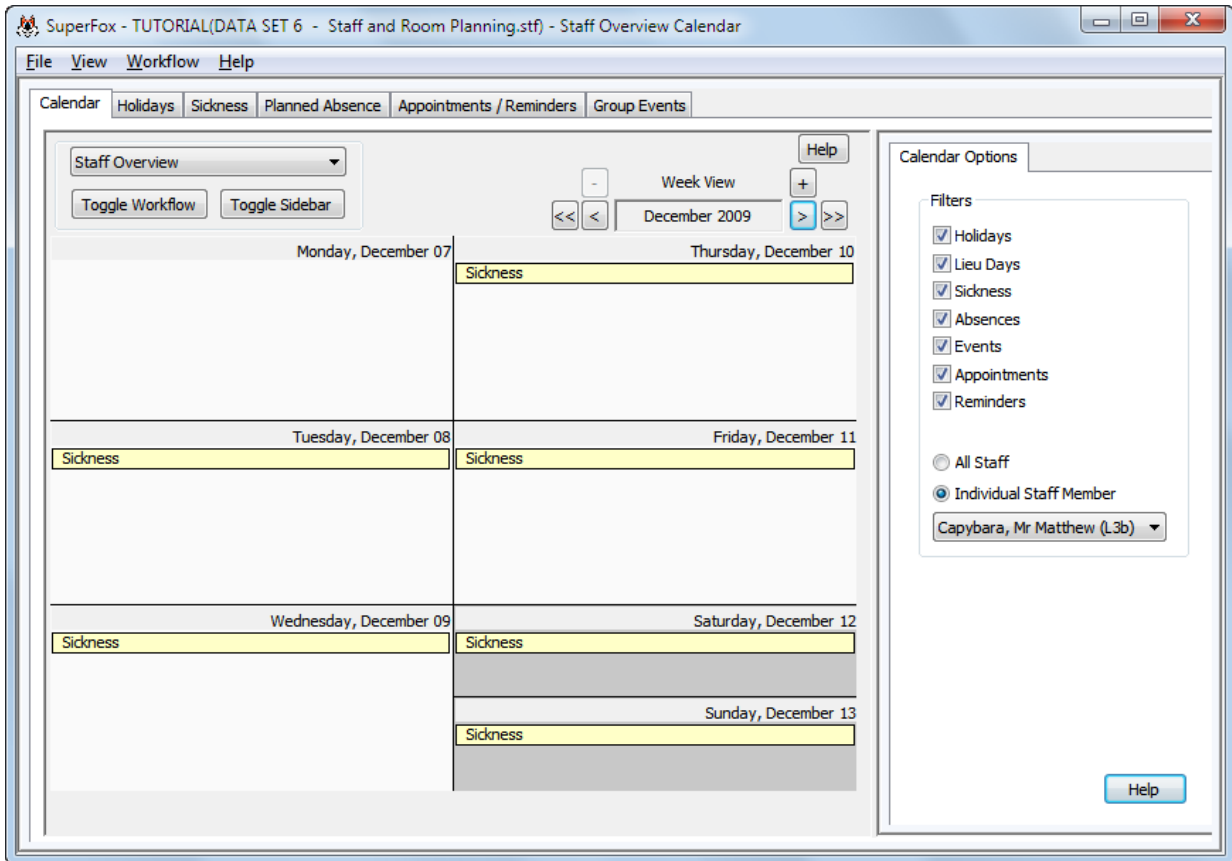 SuperFox - TUTORIAL(DATA SET 6 - Staff and Room Planning.stf) - Staff Overview Calendar
File View Workflow Help
Calendar Holidays Sickness Planned Absence Appointments / Reminders Group Events
Staff Overview
Toggle Workflow Toggle Sidebar
Help
- Week View +
<< < December 2009 > >>
Monday, December 07
Tuesday, December 08
Sickness
Wednesday, December 09
Sickness
Thursday, December 10
Sickness
Friday, December 11
Sickness
Saturday, December 12
Sickness
Sunday, December 13
Sickness
Calendar Options
Filters
Holidays
Lieu Days
Sickness
Absences
Events
Appointments
Reminders
All Staff
Individual Staff Member
Capybara, Mr Matthew (L3b)
Help